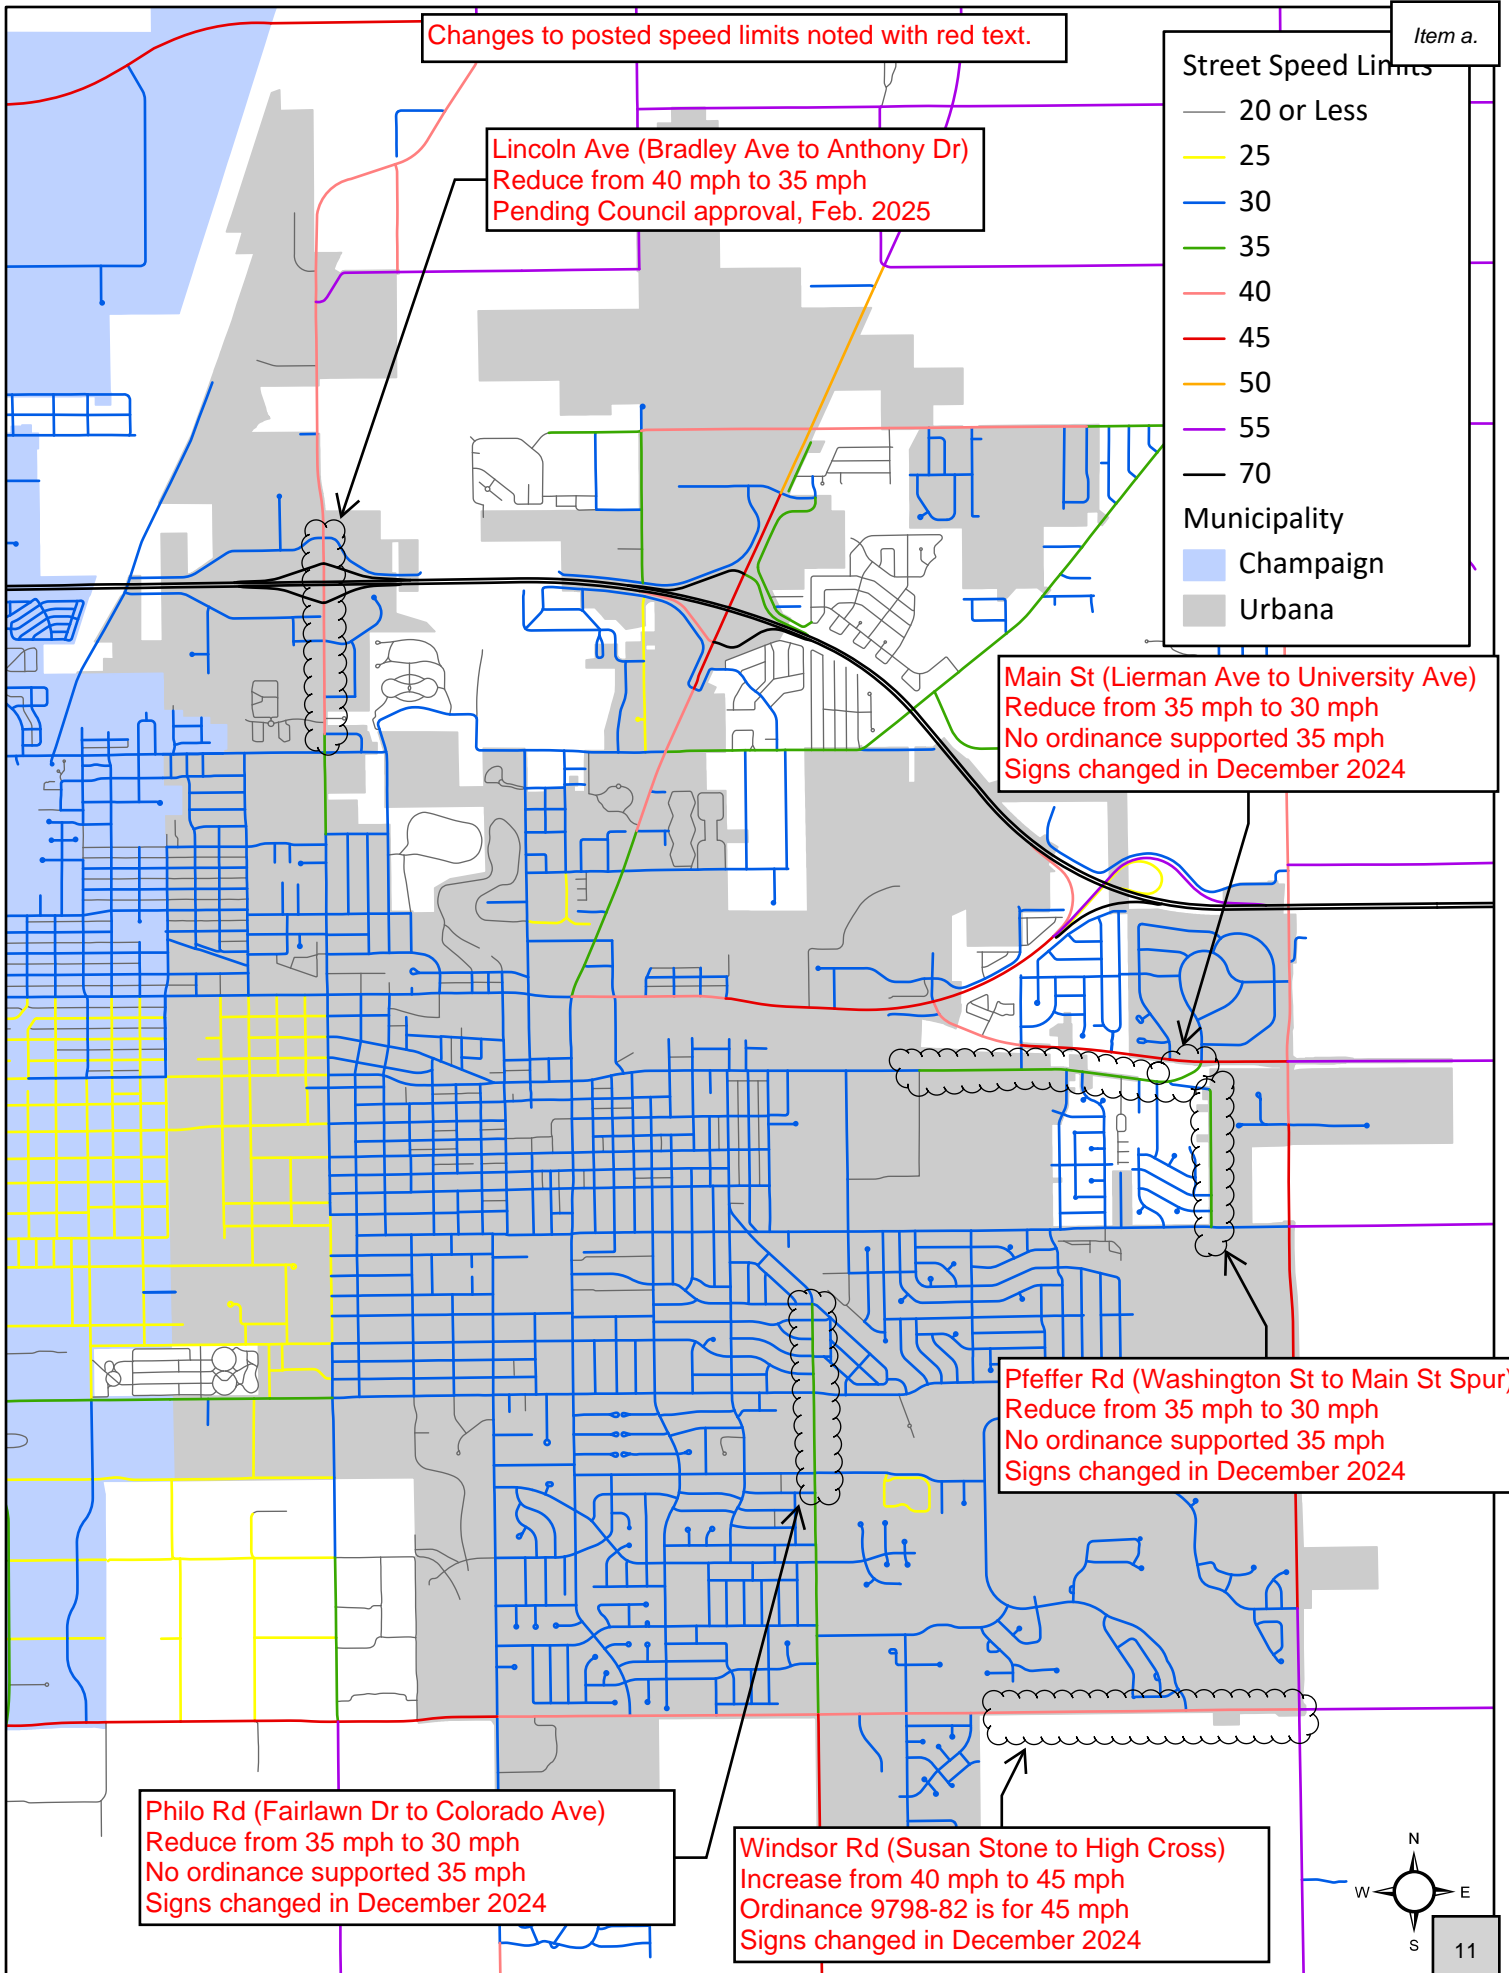 Changes to posted speed limits noted with red text.
Item a.
Street Speed Limits
20 or Less
25
30
35
40
45
50
55
70
Municipality
Champaign
Urbana
Lincoln Ave (Bradley Ave to Anthony Dr)
Reduce from 40 mph to 35 mph
Pending Council approval, Feb. 2025
Main St (Lierman Ave to University Ave)
Reduce from 35 mph to 30 mph
No ordinance supported 35 mph
Signs changed in December 2024
Pfeffer Rd (Washington St to Main St Spur)
Reduce from 35 mph to 30 mph
No ordinance supported 35 mph
Signs changed in December 2024
Philo Rd (Fairlawn Dr to Colorado Ave)
Reduce from 35 mph to 30 mph
No ordinance supported 35 mph
Signs changed in December 2024
Windsor Rd (Susan Stone to High Cross)
Increase from 40 mph to 45 mph
Ordinance 9798-82 is for 45 mph
Signs changed in December 2024
N
W E
S
11